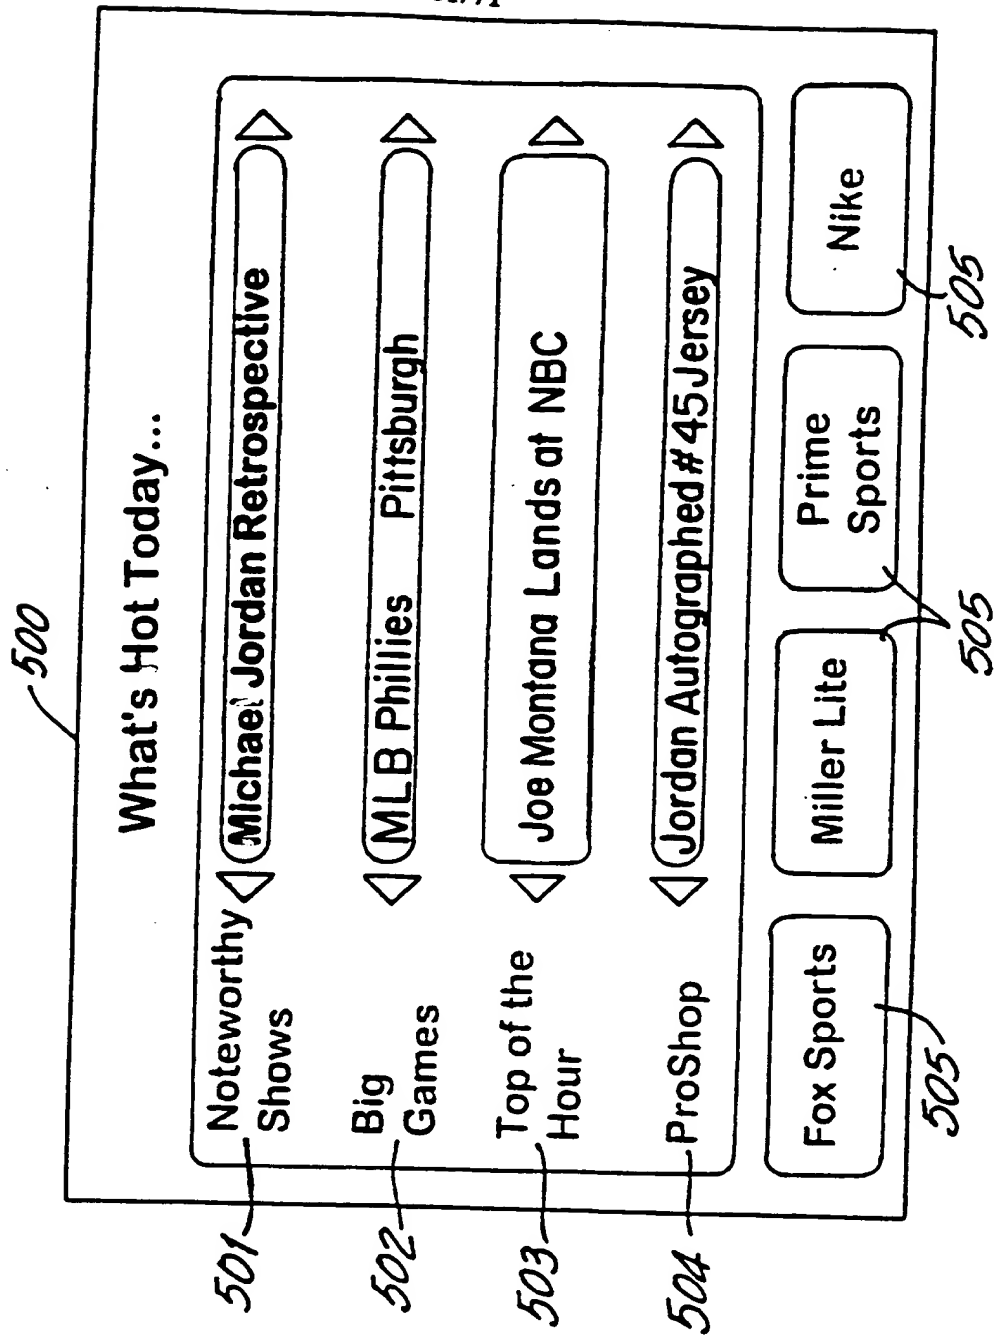 500
What's Hot Today...
501
Noteworthy
Shows
Michael Jordan Retrospective
502
Big
Games
MLB Phillies Pittsburgh
503
Top of the
Hour
Joe Montana Lands at NBC
504
ProShop
Jordan Autographed # 45 Jersey
Fox Sports
Miller Lite
Prime
Sports
Nike
505
505
505